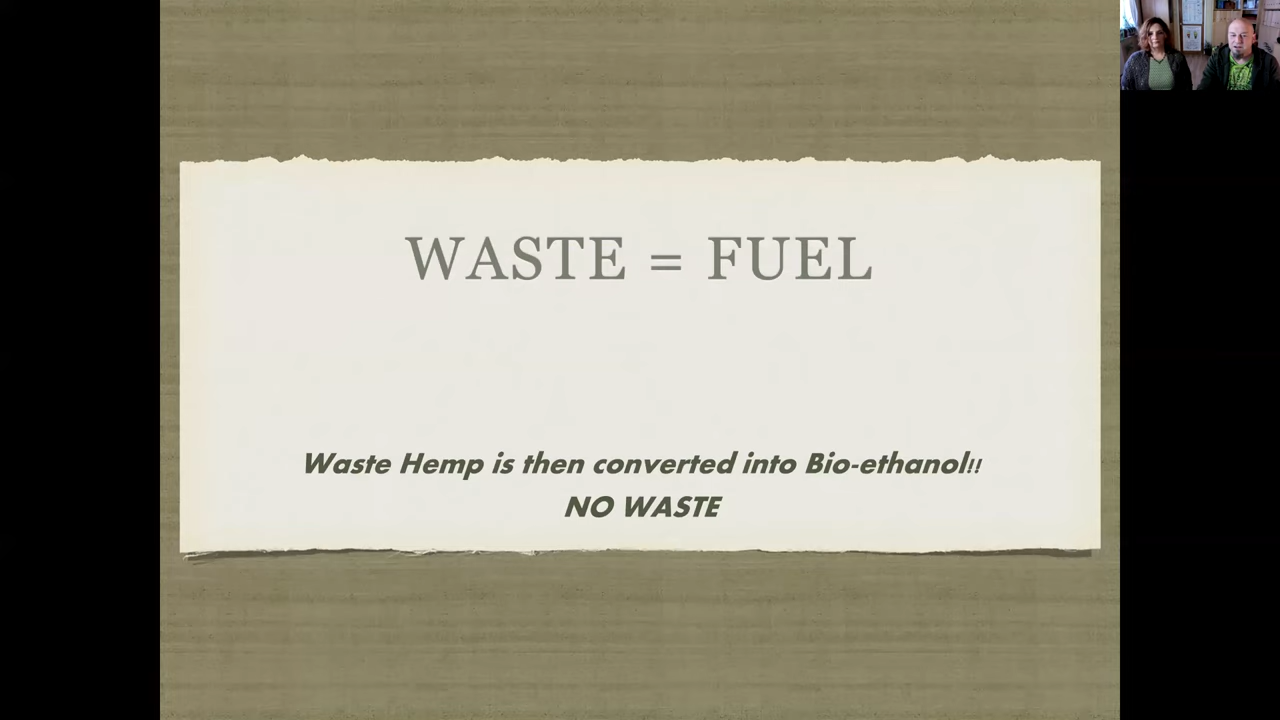 WASTE = FUEL
Waste Hemp is then converted into Bio-ethanol!!
NO WASTE